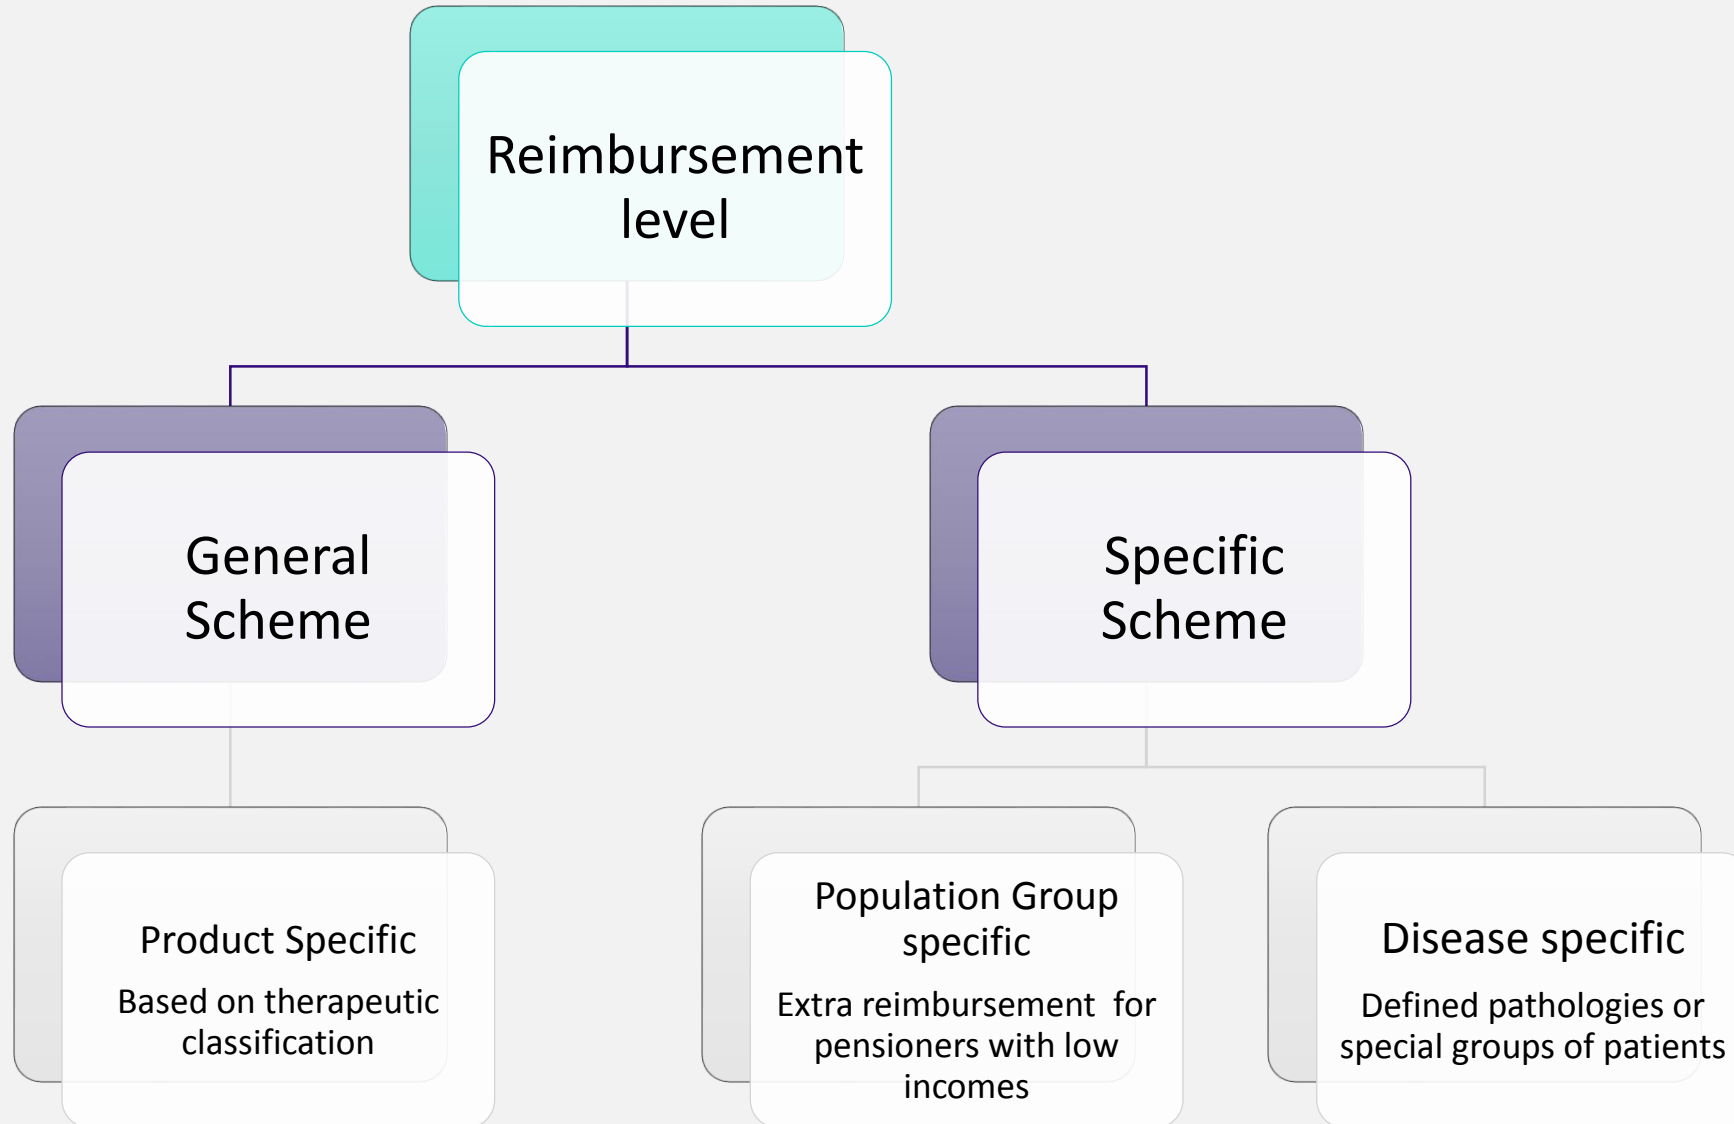 Reimbursement
level
General
Scheme
Specific
Scheme
Product Specific
Based on therapeutic
classification
Population Group
specific
Extra reimbursement  for
pensioners with low
incomes
Disease specific
Defined pathologies or
special groups of patients